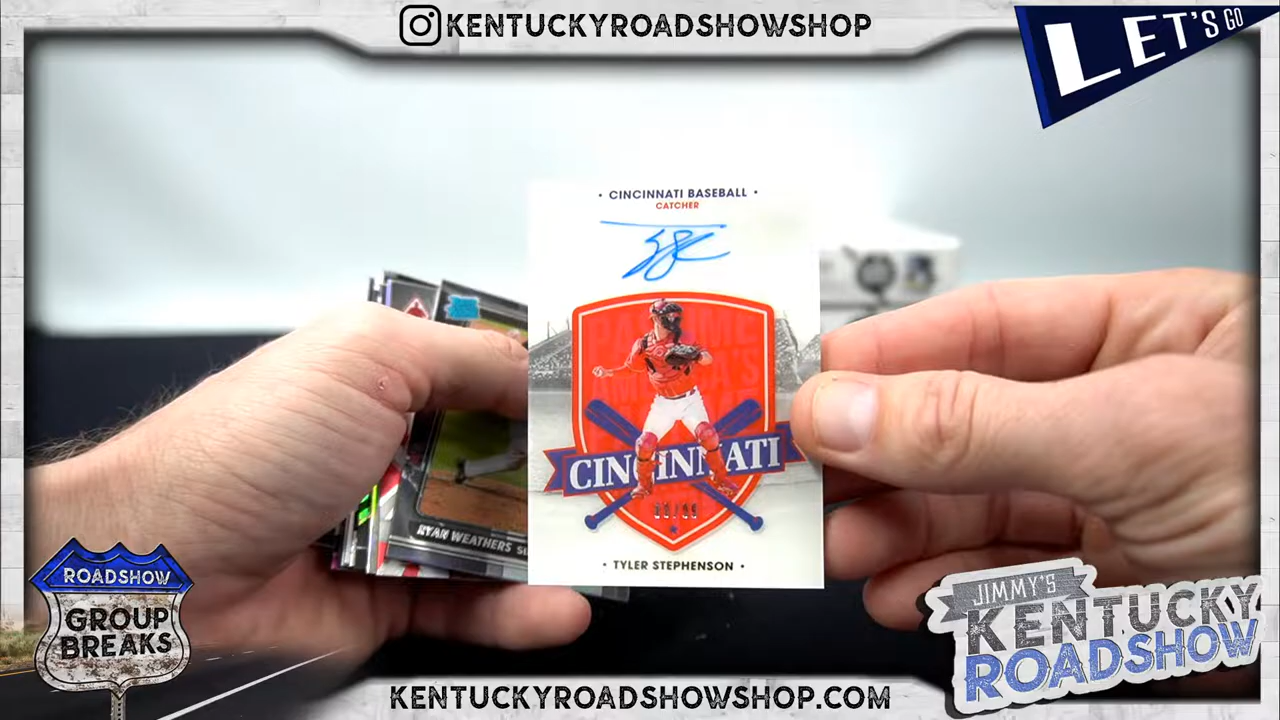 KENTUCKYROADSHOWSHOP
LET'S GO
• CINCINNATI BASEBALL •
CATCHER
CINCINNATI
• TYLER STEPHENSON •
RYAN WEATHERS
ROADSHOW
GROUP
BREAKS
JIMMY'S
KENTUCKY
ROADSHOW
KENTUCKYROADSHOWSHOP.COM